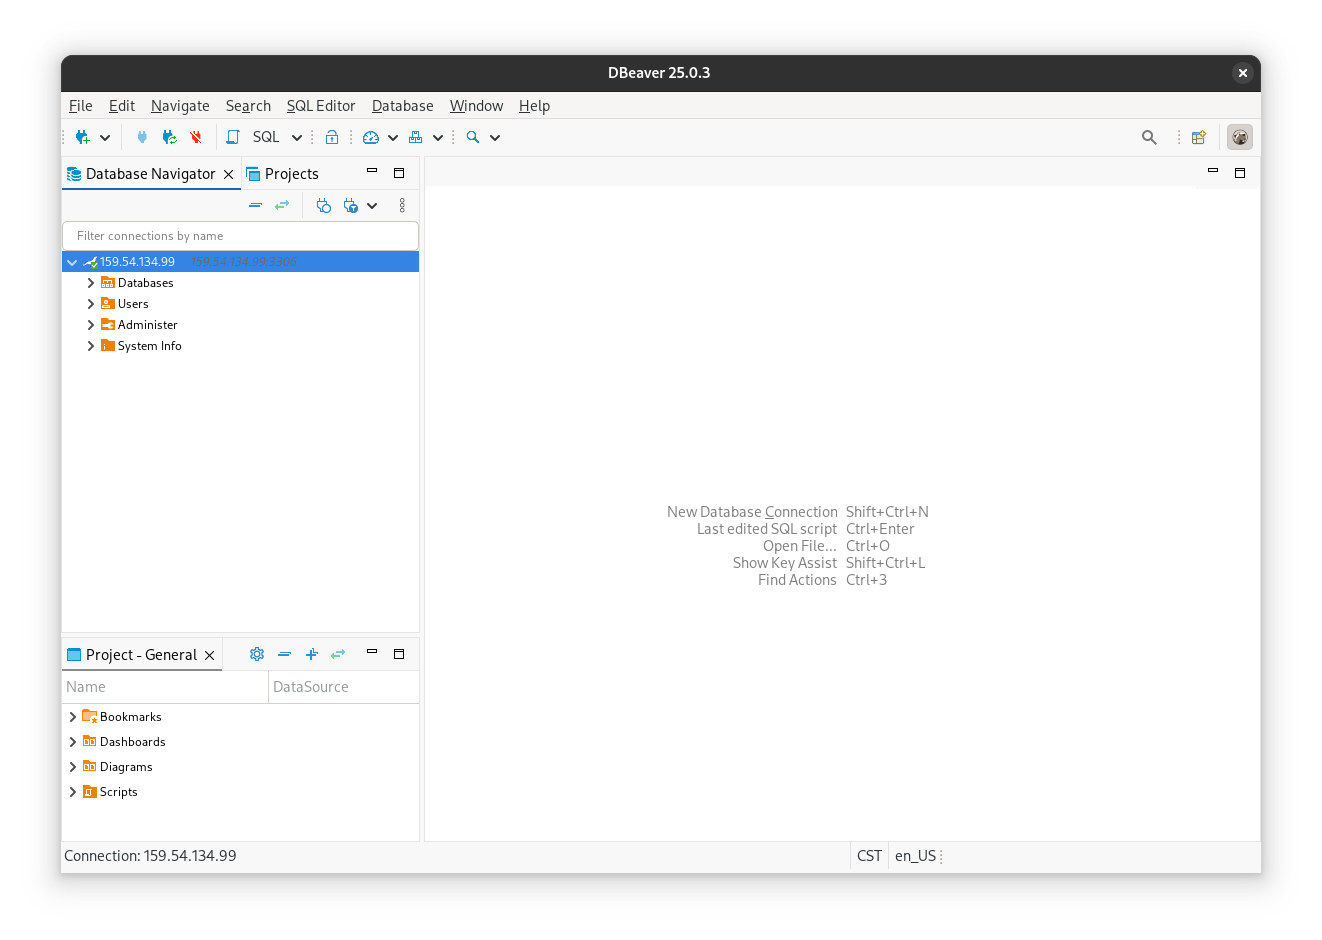 DBeaver 25.0.3
File Edit Navigate Search SQL Editor Database Window Help
SQL
Database Navigator Projects
Filter connections by name
159.54.134.99 159.54.134.99:3306
Databases
Users
Administer
System Info
New Database Connection Shift+Ctrl+N
Last edited SQL script Ctrl+Enter
Open File... Ctrl+O
Show Key Assist Shift+Ctrl+L
Find Actions Ctrl+3
Project - General
Name DataSource
Bookmarks
Dashboards
Diagrams
Scripts
Connection: 159.54.134.99 CST en_US